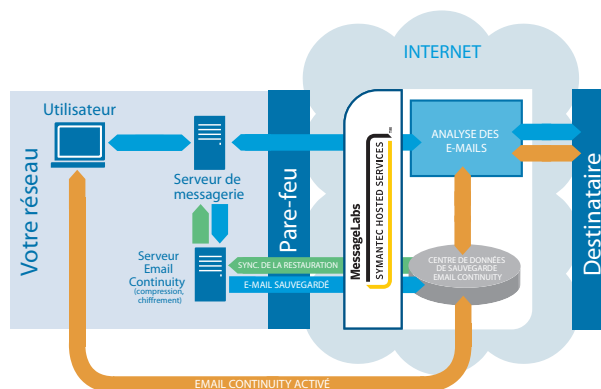 INTERNET
Utilisateur
ANALYSE DES
E-MAILS
Votre réseau
Serveur de
messagerie
Pare-feu
MessageLabs
SYMANTEC HOSTED SERVICES
™
Destinataire
Serveur
Email
Continuity
(compression,
chiffrement)
SYNC. DE LA RESTAURATION
E-MAIL SAUVEGARDÉ
CENTRE DE DONNÉES
DE SAUVEGARDE
EMAIL CONTINUITY
EMAIL CONTINUITY ACTIVÉ